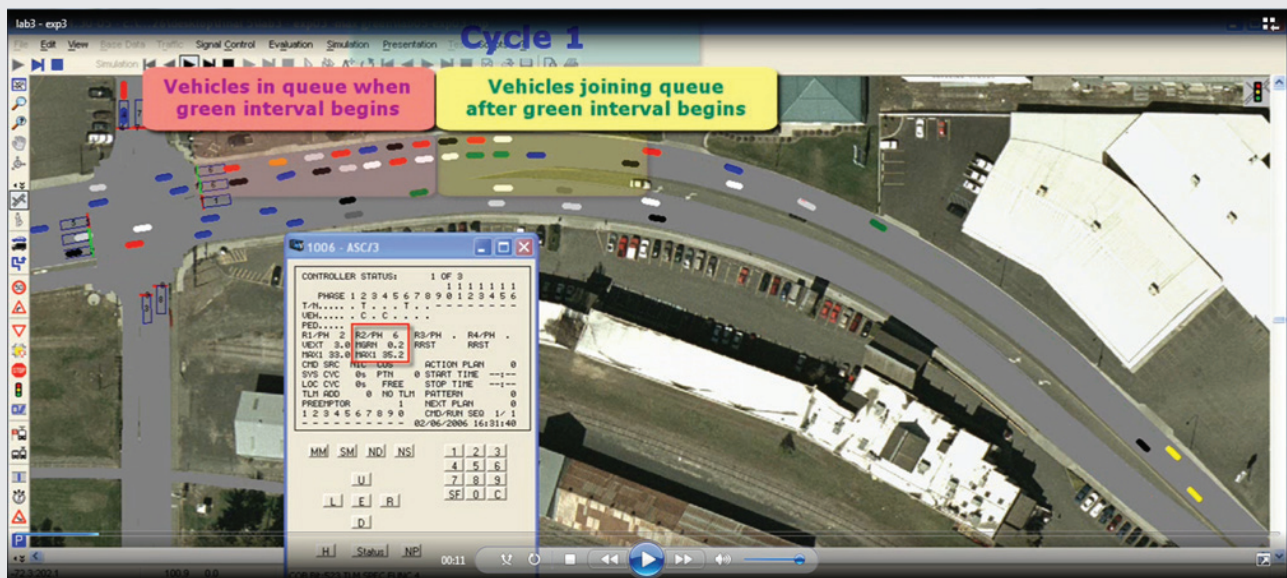 lab3 - exp3
Cycle 1
File Edit View Base Data Traffic Signal Control Evaluation Simulation Presentation
Simulation
Vehicles in queue when
green interval begins
Vehicles joining queue
after green interval begins
1006 - ASC/3
CONTROLLER STATUS: 1 OF 3
1 1 1 1 1 1 1
PHASE 1 2 3 4 5 6 7 8 9 0 1 2 3 4 5 6
T/N..... . T . . . T . . - - - - - - - -
VEH..... . C . C . . . .
PED.....
R1/PH 2 R2/PH 6 R3/PH . R4/PH .
VEXT 3.0 MGRN 0.2 RRST RRST
MAX1 33.0 MAX1 35.2
CMD SRC NIC COS ACTION PLAN 0
SYS CYC 0s PTN 0 START TIME --:--
LOC CYC 0s FREE STOP TIME --:--
TLM ADD 0 NO TLM PATTERN 0
PREEMPTOR 1 NEXT PLAN 0
1 2 3 4 5 6 7 8 9 0 CMD/RUN SEQ 1/ 1
- - - - - - - - - - 02/06/2006 16:31:40
MM SM ND NS 1 2 3
4 5 6
U 7 8 9
L E R SF 0 C
D
H Status NP
00:11
100.9 0.0